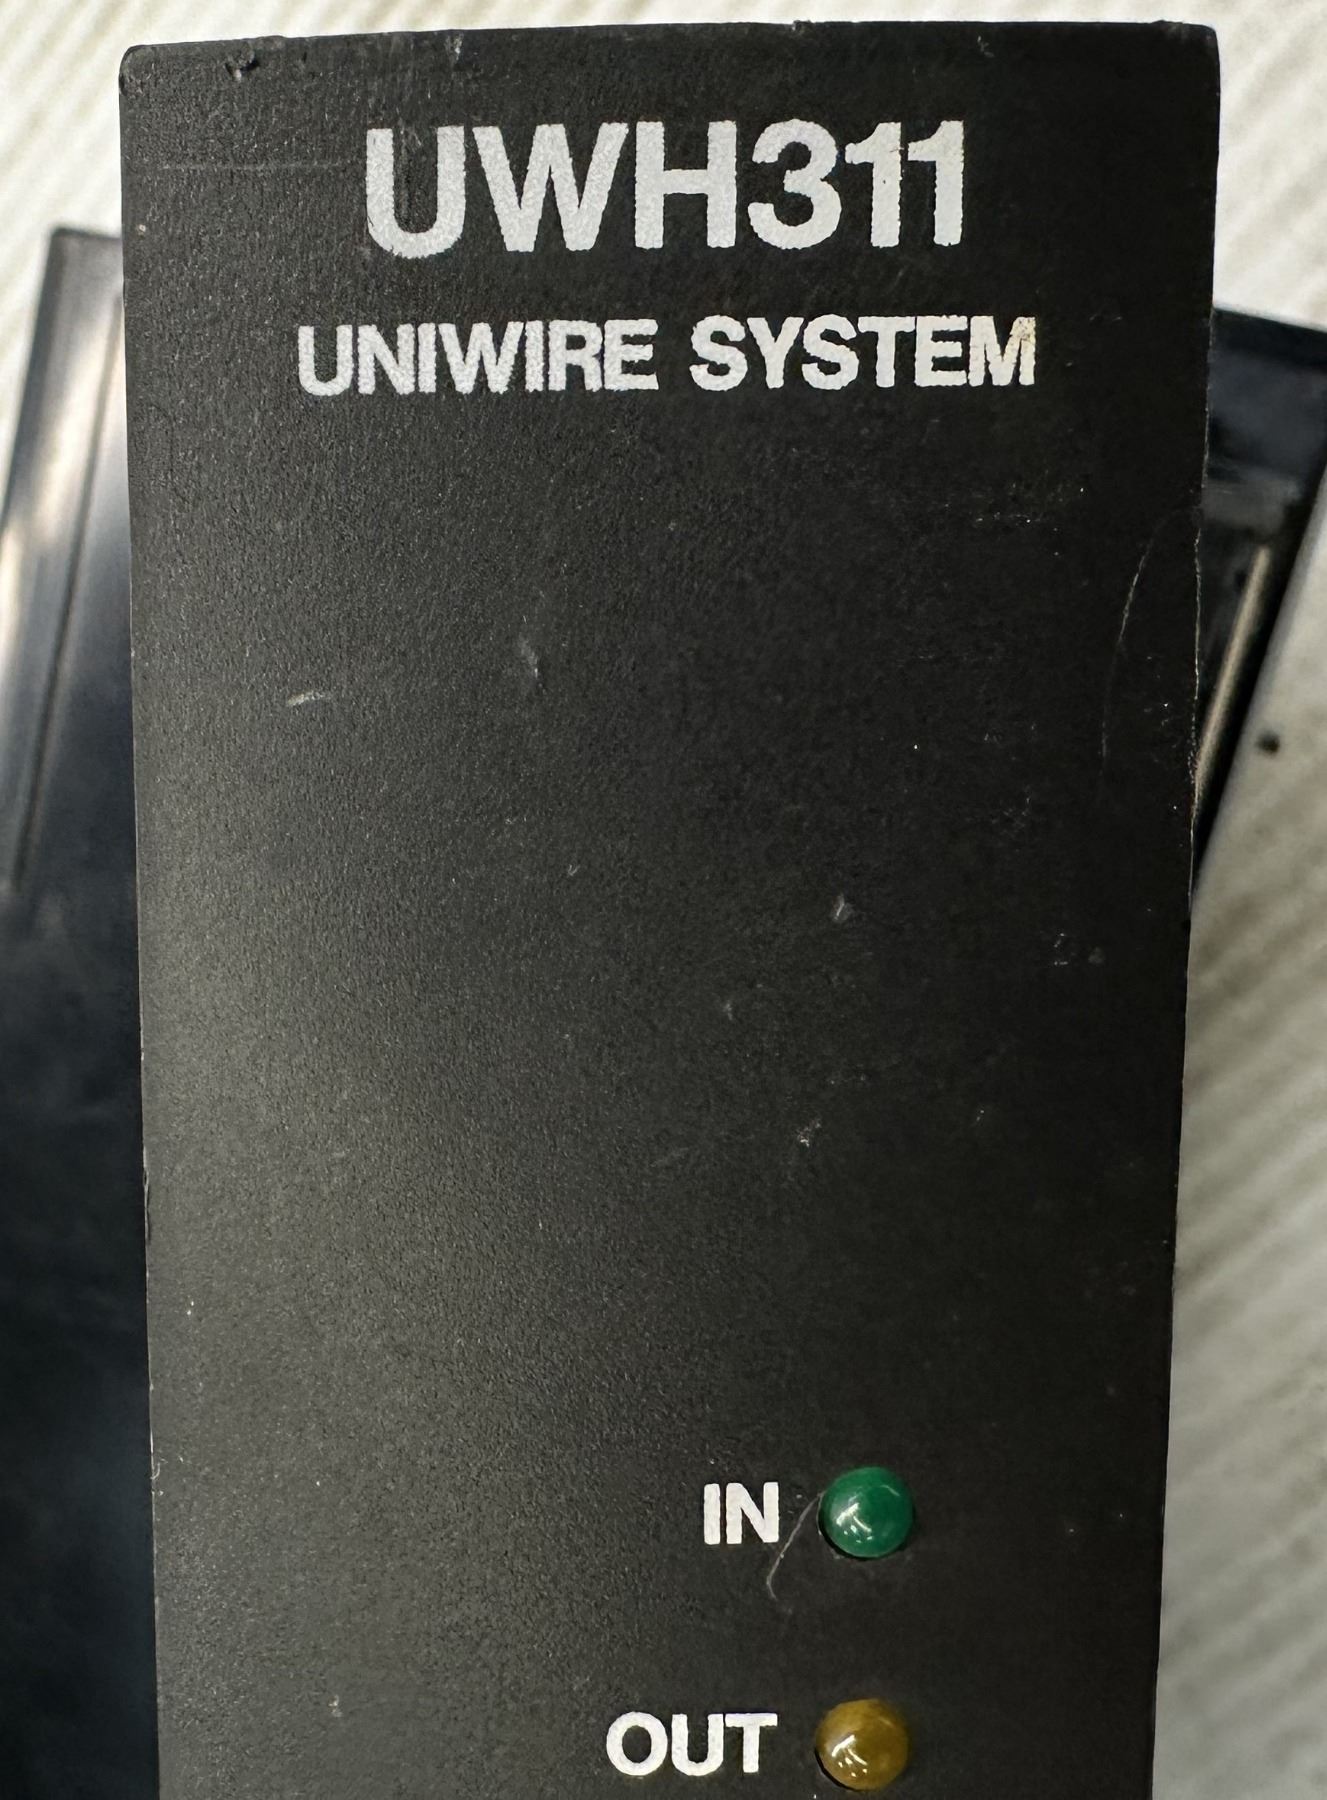 UWH311
UNIWIRE SYSTEM
IN
OUT